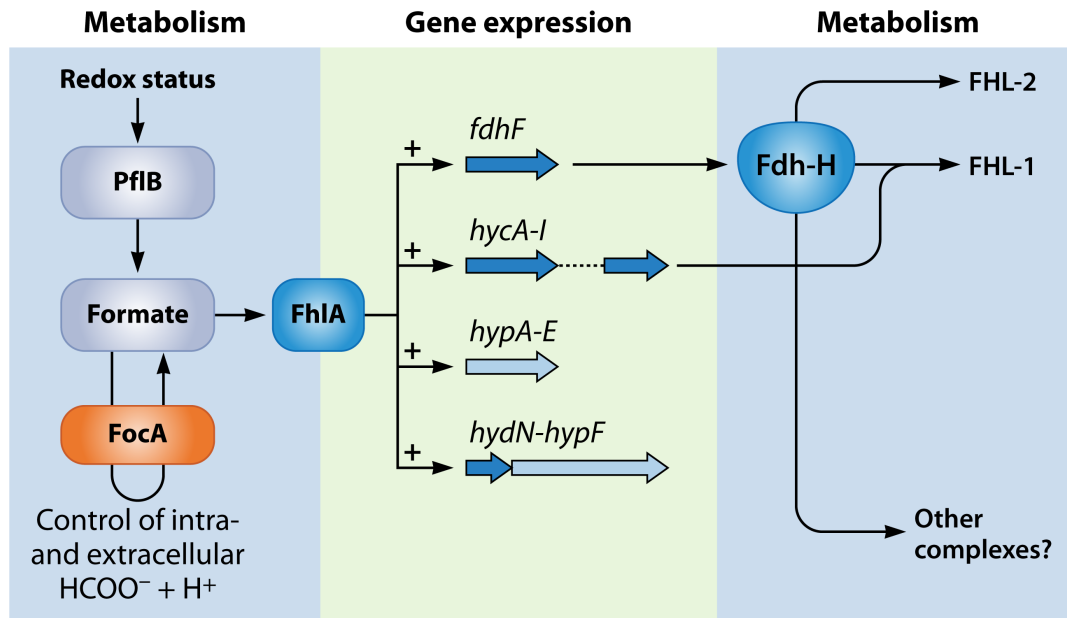 Metabolism
Gene expression
Metabolism
Redox status
PflB
Formate
FhlA
FocA
Control of intra-
and extracellular
HCOO⁻ + H⁺
+
fdhF
+
hycA-I
+
hypA-E
+
hydN-hypF
Fdh-H
FHL-2
FHL-1
Other
complexes?